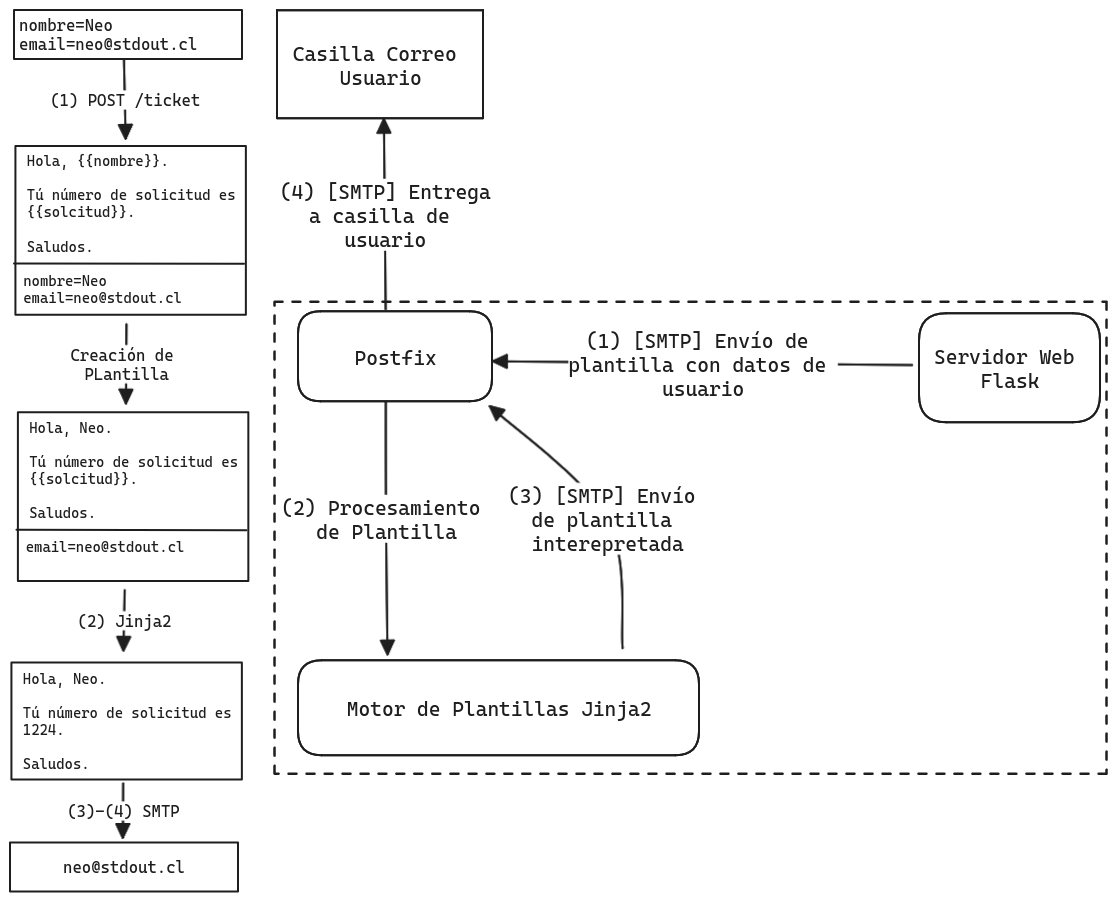 nombre=Neo
email=neo@stdout.cl
(1) POST /ticket
Hola, {{nombre}}.
Tú número de solicitud es
{{solcitud}}.
Saludos.
nombre=Neo
email=neo@stdout.cl
Creación de
PLantilla
Hola, Neo.
Tú número de solicitud es
{{solcitud}}.
Saludos.
email=neo@stdout.cl
(2) Jinja2
Hola, Neo.
Tú número de solicitud es
1224.
Saludos.
(3)-(4) SMTP
neo@stdout.cl
Casilla Correo
Usuario
(4) [SMTP] Entrega
a casilla de
usuario
Postfix
(1) [SMTP] Envío de
plantilla con datos de
usuario
Servidor Web
Flask
(2) Procesamiento
de Plantilla
(3) [SMTP] Envío
de plantilla
interepretada
Motor de Plantillas Jinja2